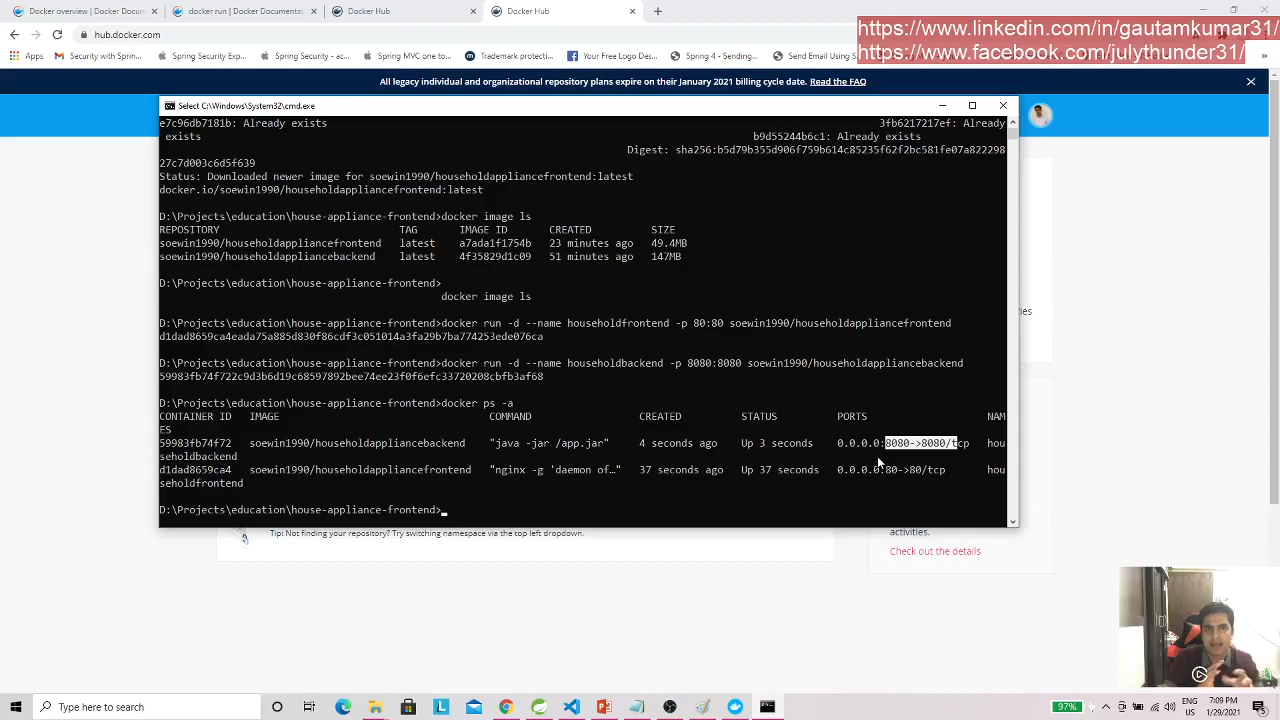 Docker overview | Docker Docum
docker run | Docker Documentat
Docker Hub
Docker Hub
hub.docker.com
https://www.linkedin.com/in/gautamkumar31/
https://www.facebook.com/julythunder31/
Apps
Security with Spring...
Spring Security Exp...
Spring Security - ac...
Spring MVC one to...
Trademark protecti...
Your Free Logo Des...
Spring 4 - Sending...
Send Email Using S
»
All legacy individual and organizational repository plans expire on their January 2021 billing cycle date. Read the FAQ
Select C:\Windows\System32\cmd.exe
e7c96db7181b: Already exists 3fb6217217ef: Already
exists b9d55244b6c1: Already exists
Digest: sha256:b5d79b355d906f759b614c85235f62f2bc581fe07a822298
27c7d003c6d5f639
Status: Downloaded newer image for soewin1990/householdappliancefrontend:latest
docker.io/soewin1990/householdappliancefrontend:latest
D:\Projects\education\house-appliance-frontend>docker image ls
REPOSITORY TAG IMAGE ID CREATED SIZE
soewin1990/householdappliancefrontend latest a7ada1f1754b 23 minutes ago 49.4MB
soewin1990/householdappliancebackend latest 4f35829d1c09 51 minutes ago 147MB
D:\Projects\education\house-appliance-frontend>
docker image ls
D:\Projects\education\house-appliance-frontend>docker run -d --name householdfrontend -p 80:80 soewin1990/householdappliancefrontend
d1dad8659ca4eada75a885d830f86cdf3c051014a3fa29b7ba774253ede076ca
D:\Projects\education\house-appliance-frontend>docker run -d --name householdbackend -p 8080:8080 soewin1990/householdappliancebackend
59983fb74f722c9d3b6d19c68597892bee74ee23f0f6efc33720208cbfb3af68
D:\Projects\education\house-appliance-frontend>docker ps -a
CONTAINER ID IMAGE COMMAND CREATED STATUS PORTS NAM
ES
59983fb74f72 soewin1990/householdappliancebackend "java -jar /app.jar" 4 seconds ago Up 3 seconds 0.0.0.0:8080->8080/tcp hou
seholdbackend
d1dad8659ca4 soewin1990/householdappliancefrontend "nginx -g 'daemon of…" 37 seconds ago Up 37 seconds 0.0.0.0:80->80/tcp hou
seholdfrontend
D:\Projects\education\house-appliance-frontend>
ries
Tip: Not finding your repository? Try switching namespace via the top left dropdown.
activities.
Check out the details
Type here to search
97%
ENG
US
7:09 PM
1/29/2021